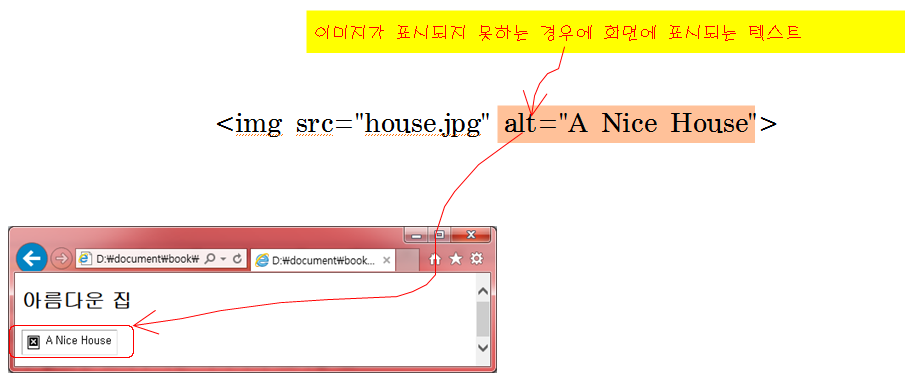 이미지가 표시되지 못하는 경우에 화면에 표시되는 텍스트
<img src="house.jpg" alt="A Nice House">
D:₩document₩book₩
D:₩document₩book...
아름다운 집
A Nice House